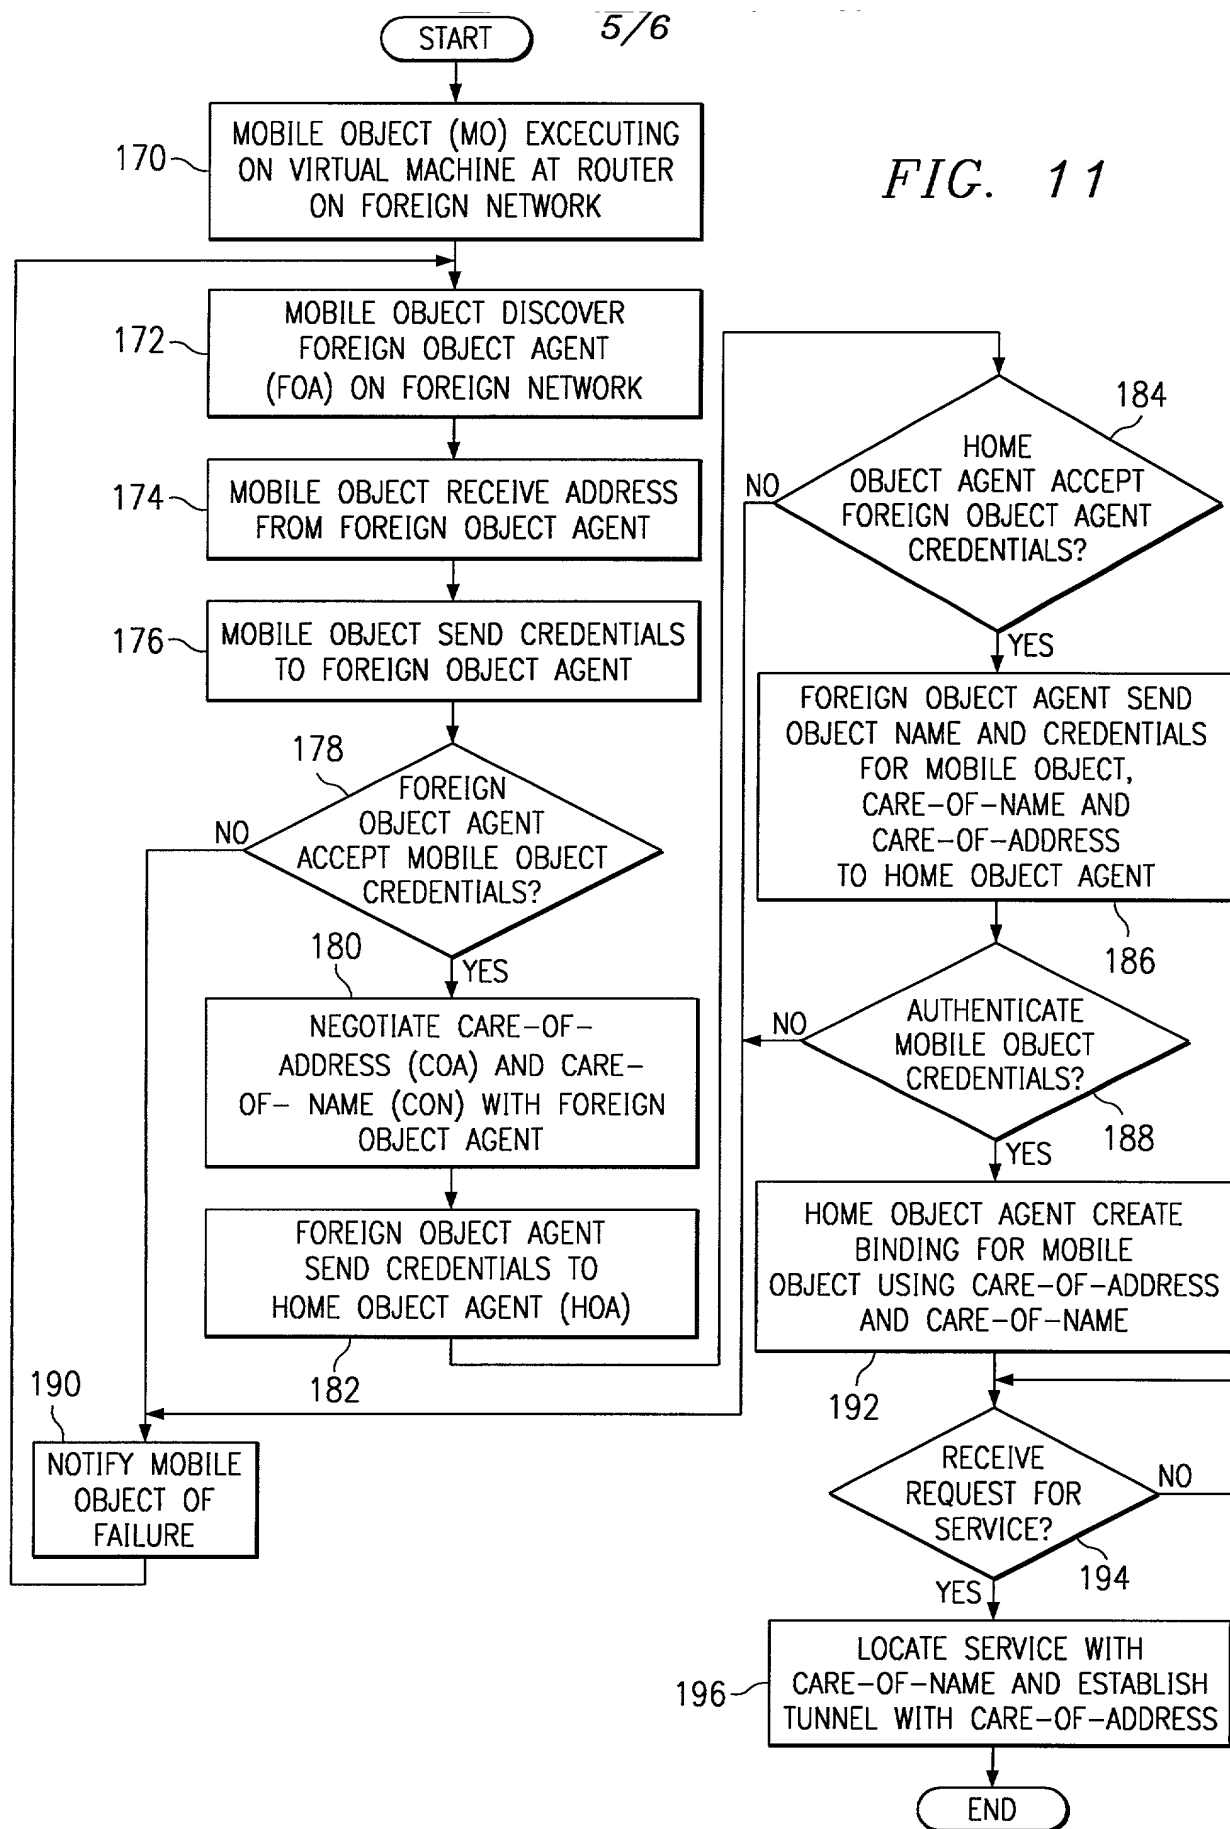 5/6
START
MOBILE OBJECT (MO) EXCECUTING
ON VIRTUAL MACHINE AT ROUTER
ON FOREIGN NETWORK
170
FIG. 11
MOBILE OBJECT DISCOVER
FOREIGN OBJECT AGENT
(FOA) ON FOREIGN NETWORK
172
MOBILE OBJECT RECEIVE ADDRESS
FROM FOREIGN OBJECT AGENT
174
MOBILE OBJECT SEND CREDENTIALS
TO FOREIGN OBJECT AGENT
176
178
FOREIGN
OBJECT AGENT
ACCEPT MOBILE OBJECT
CREDENTIALS?
NO
YES
180
NEGOTIATE CARE-OF-
ADDRESS (COA) AND CARE-
OF- NAME (CON) WITH FOREIGN
OBJECT AGENT
FOREIGN OBJECT AGENT
SEND CREDENTIALS TO
HOME OBJECT AGENT (HOA)
182
190
NOTIFY MOBILE
OBJECT OF
FAILURE
184
HOME
OBJECT AGENT ACCEPT
FOREIGN OBJECT AGENT
CREDENTIALS?
NO
YES
FOREIGN OBJECT AGENT SEND
OBJECT NAME AND CREDENTIALS
FOR MOBILE OBJECT,
CARE-OF-NAME AND
CARE-OF-ADDRESS
TO HOME OBJECT AGENT
186
AUTHENTICATE
MOBILE OBJECT
CREDENTIALS?
NO
188
YES
HOME OBJECT AGENT CREATE
BINDING FOR MOBILE
OBJECT USING CARE-OF-ADDRESS
AND CARE-OF-NAME
192
RECEIVE
REQUEST FOR
SERVICE?
NO
194
YES
LOCATE SERVICE WITH
CARE-OF-NAME AND ESTABLISH
TUNNEL WITH CARE-OF-ADDRESS
196
END